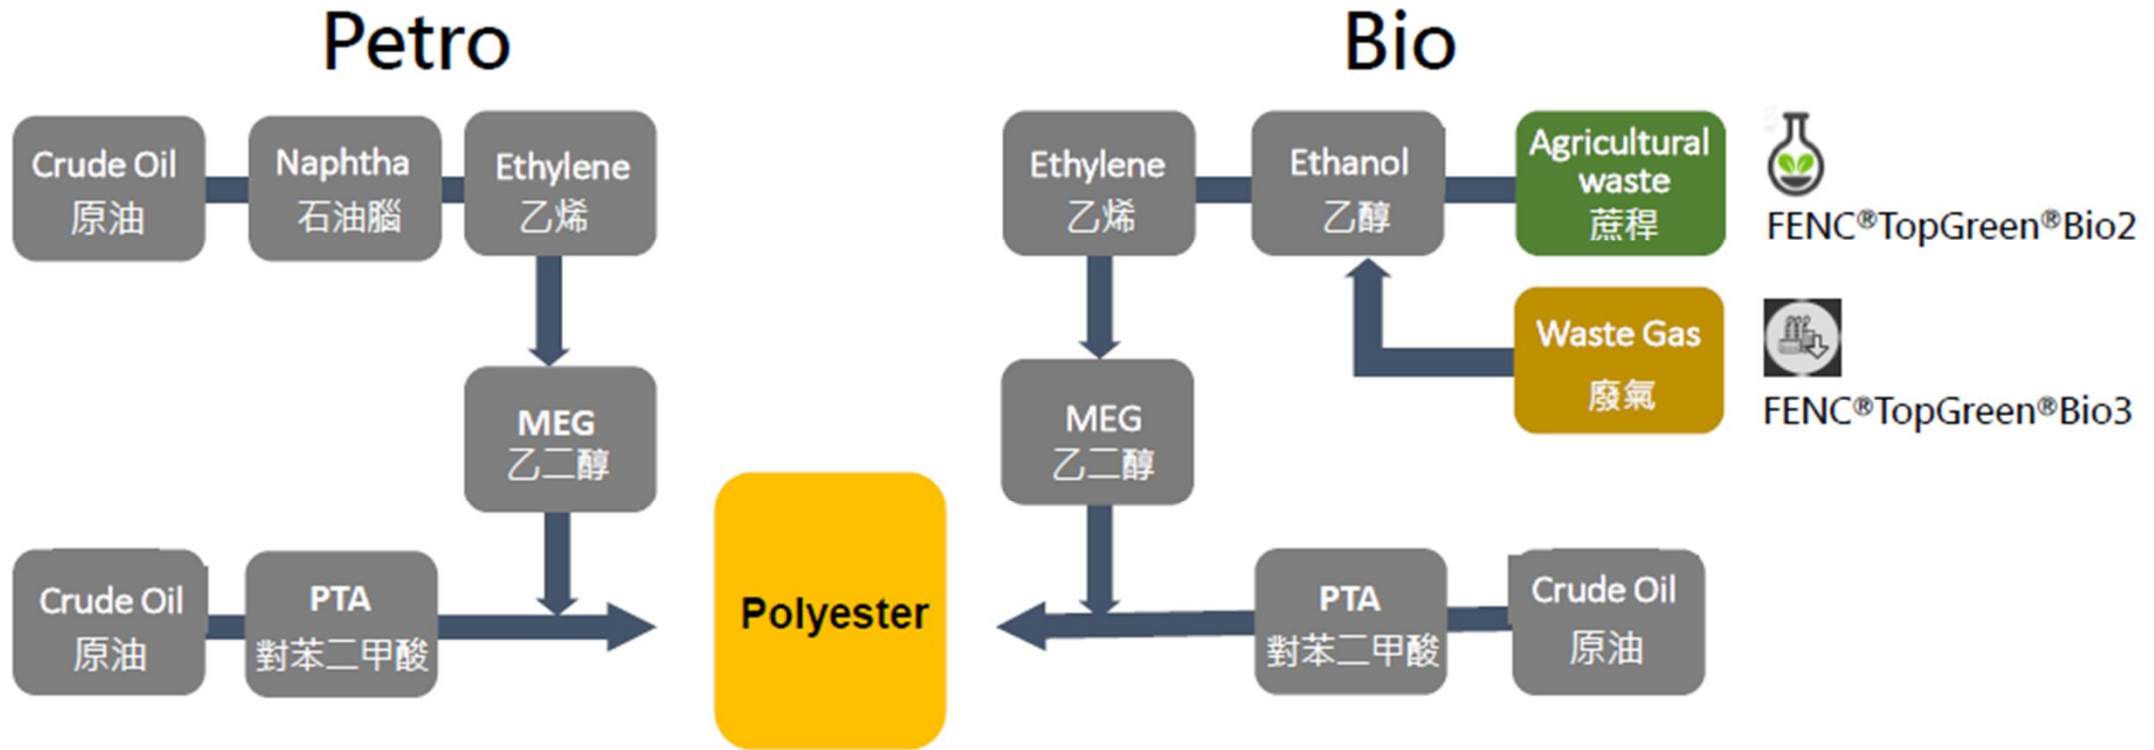 Petro
Bio
Crude Oil
原油
Naphtha
石油腦
Ethylene
乙烯
Ethylene
乙烯
Ethanol
乙醇
Agricultural
waste
蔗稈
FENC®TopGreen®Bio2
Waste Gas
廢氣
FENC®TopGreen®Bio3
MEG
乙二醇
MEG
乙二醇
Crude Oil
原油
PTA
對苯二甲酸
Polyester
PTA
對苯二甲酸
Crude Oil
原油